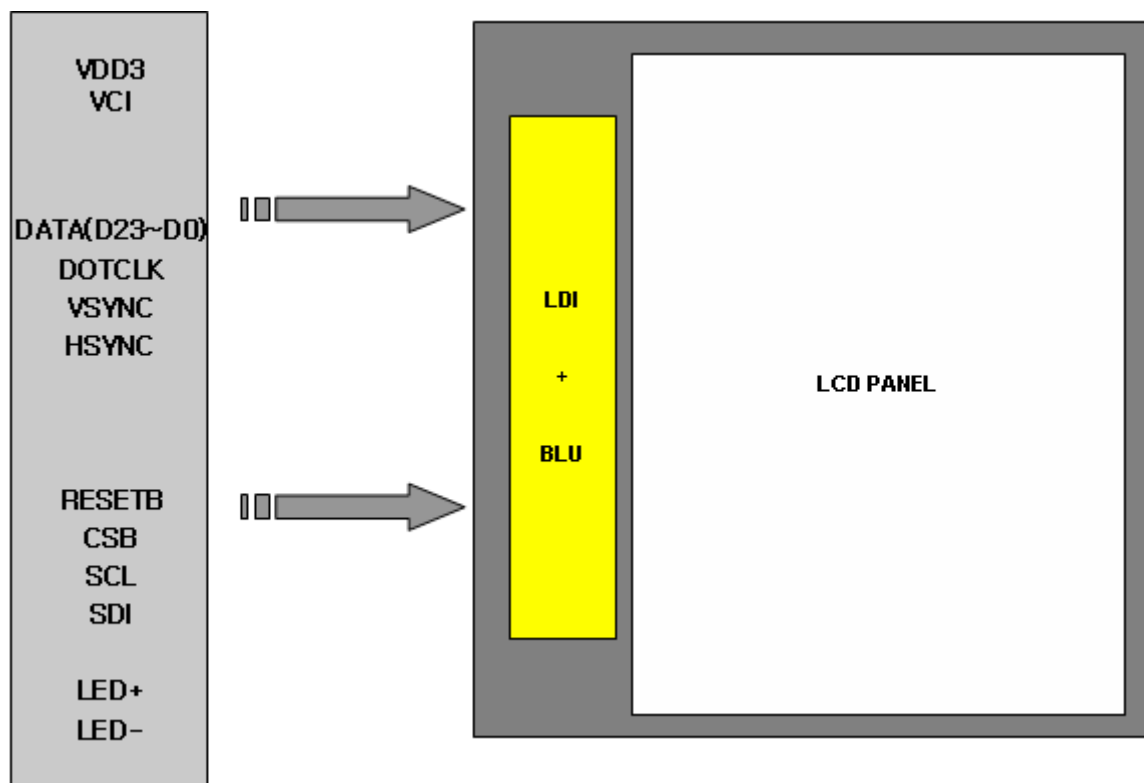 VDD3
VCI
DATA(D23~D0)
DOTCLK
VSYNC
HSYNC
RESETB
CSB
SCL
SDI
LED+
LED-
LDI
+
BLU
LCD PANEL